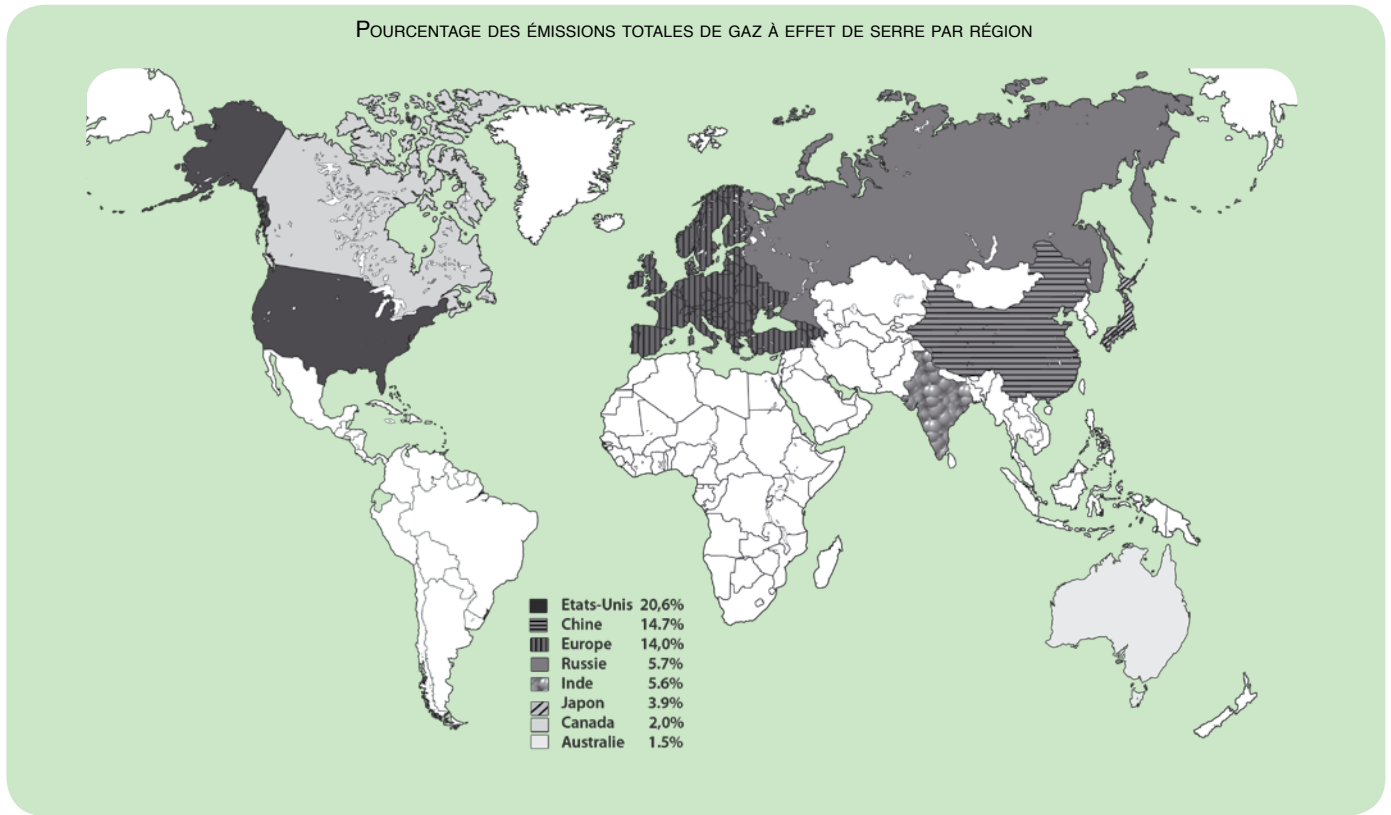 Pourcentage des émissions totales de gaz à effet de serre par région
Etats-Unis 20,6%
Chine 14.7%
Europe 14,0%
Russie 5.7%
Inde 5.6%
Japon 3.9%
Canada 2,0%
Australie 1.5%